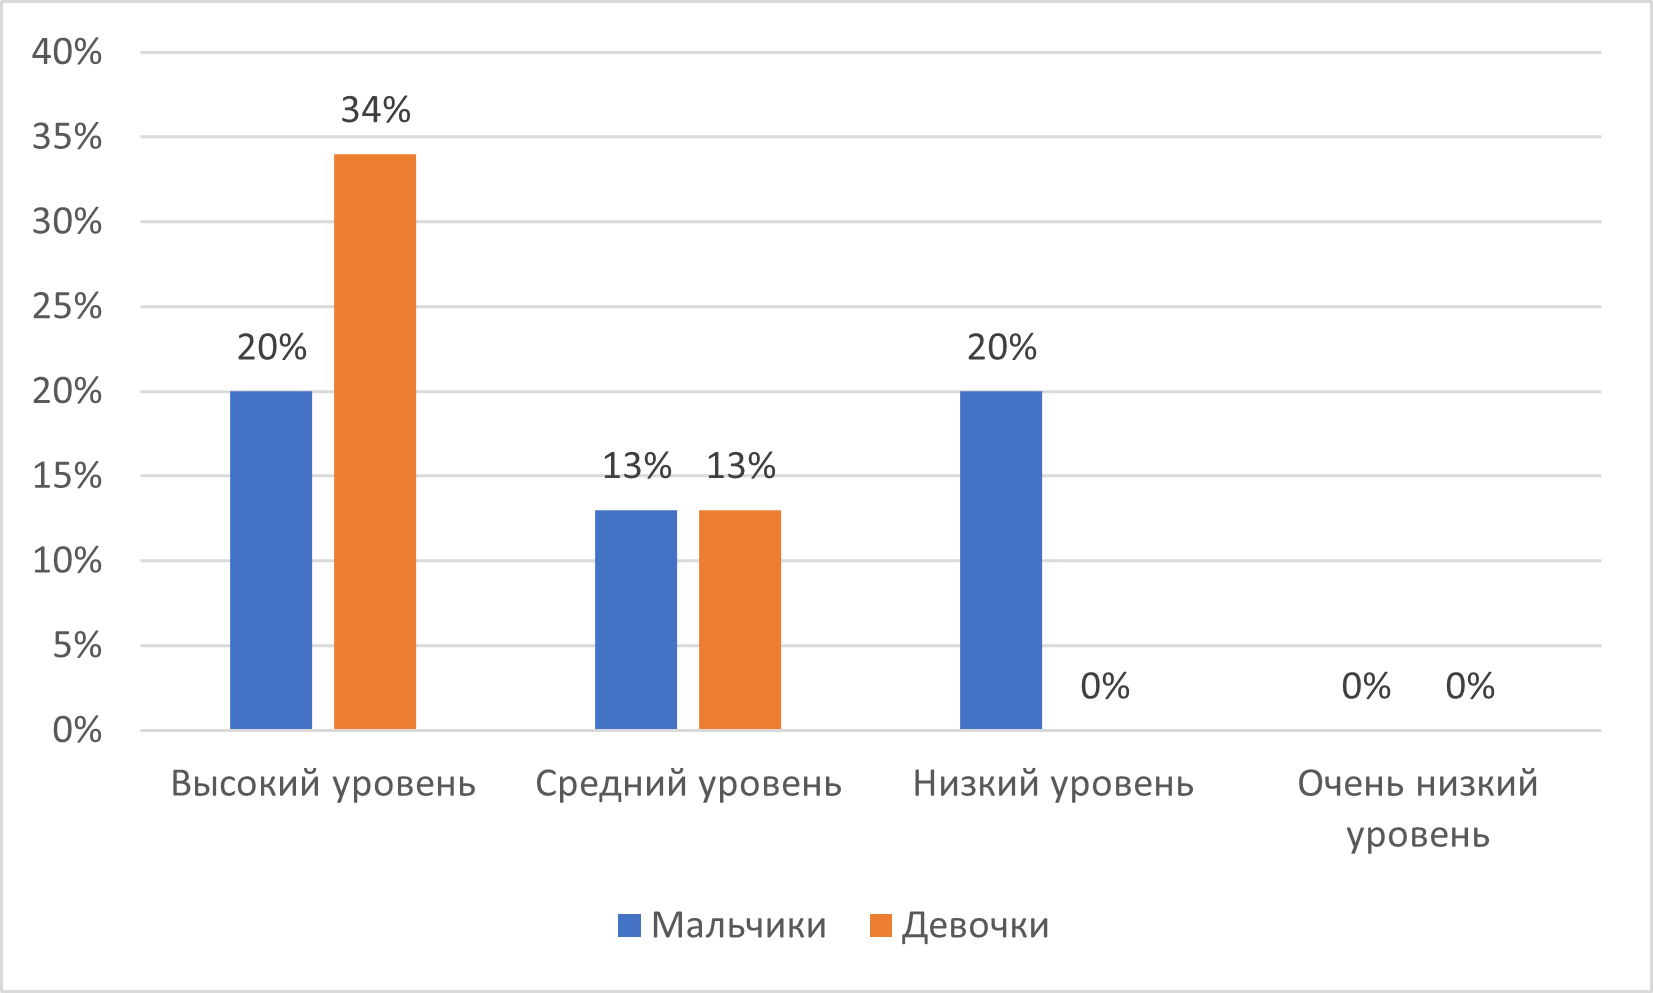 40%
35%
30%
25%
20%
15%
10%
5%
0%
20%
34%
13%
13%
20%
0%
0%
0%
Высокий уровень
Средний уровень
Низкий уровень
Очень низкий
уровень
Мальчики
Девочки